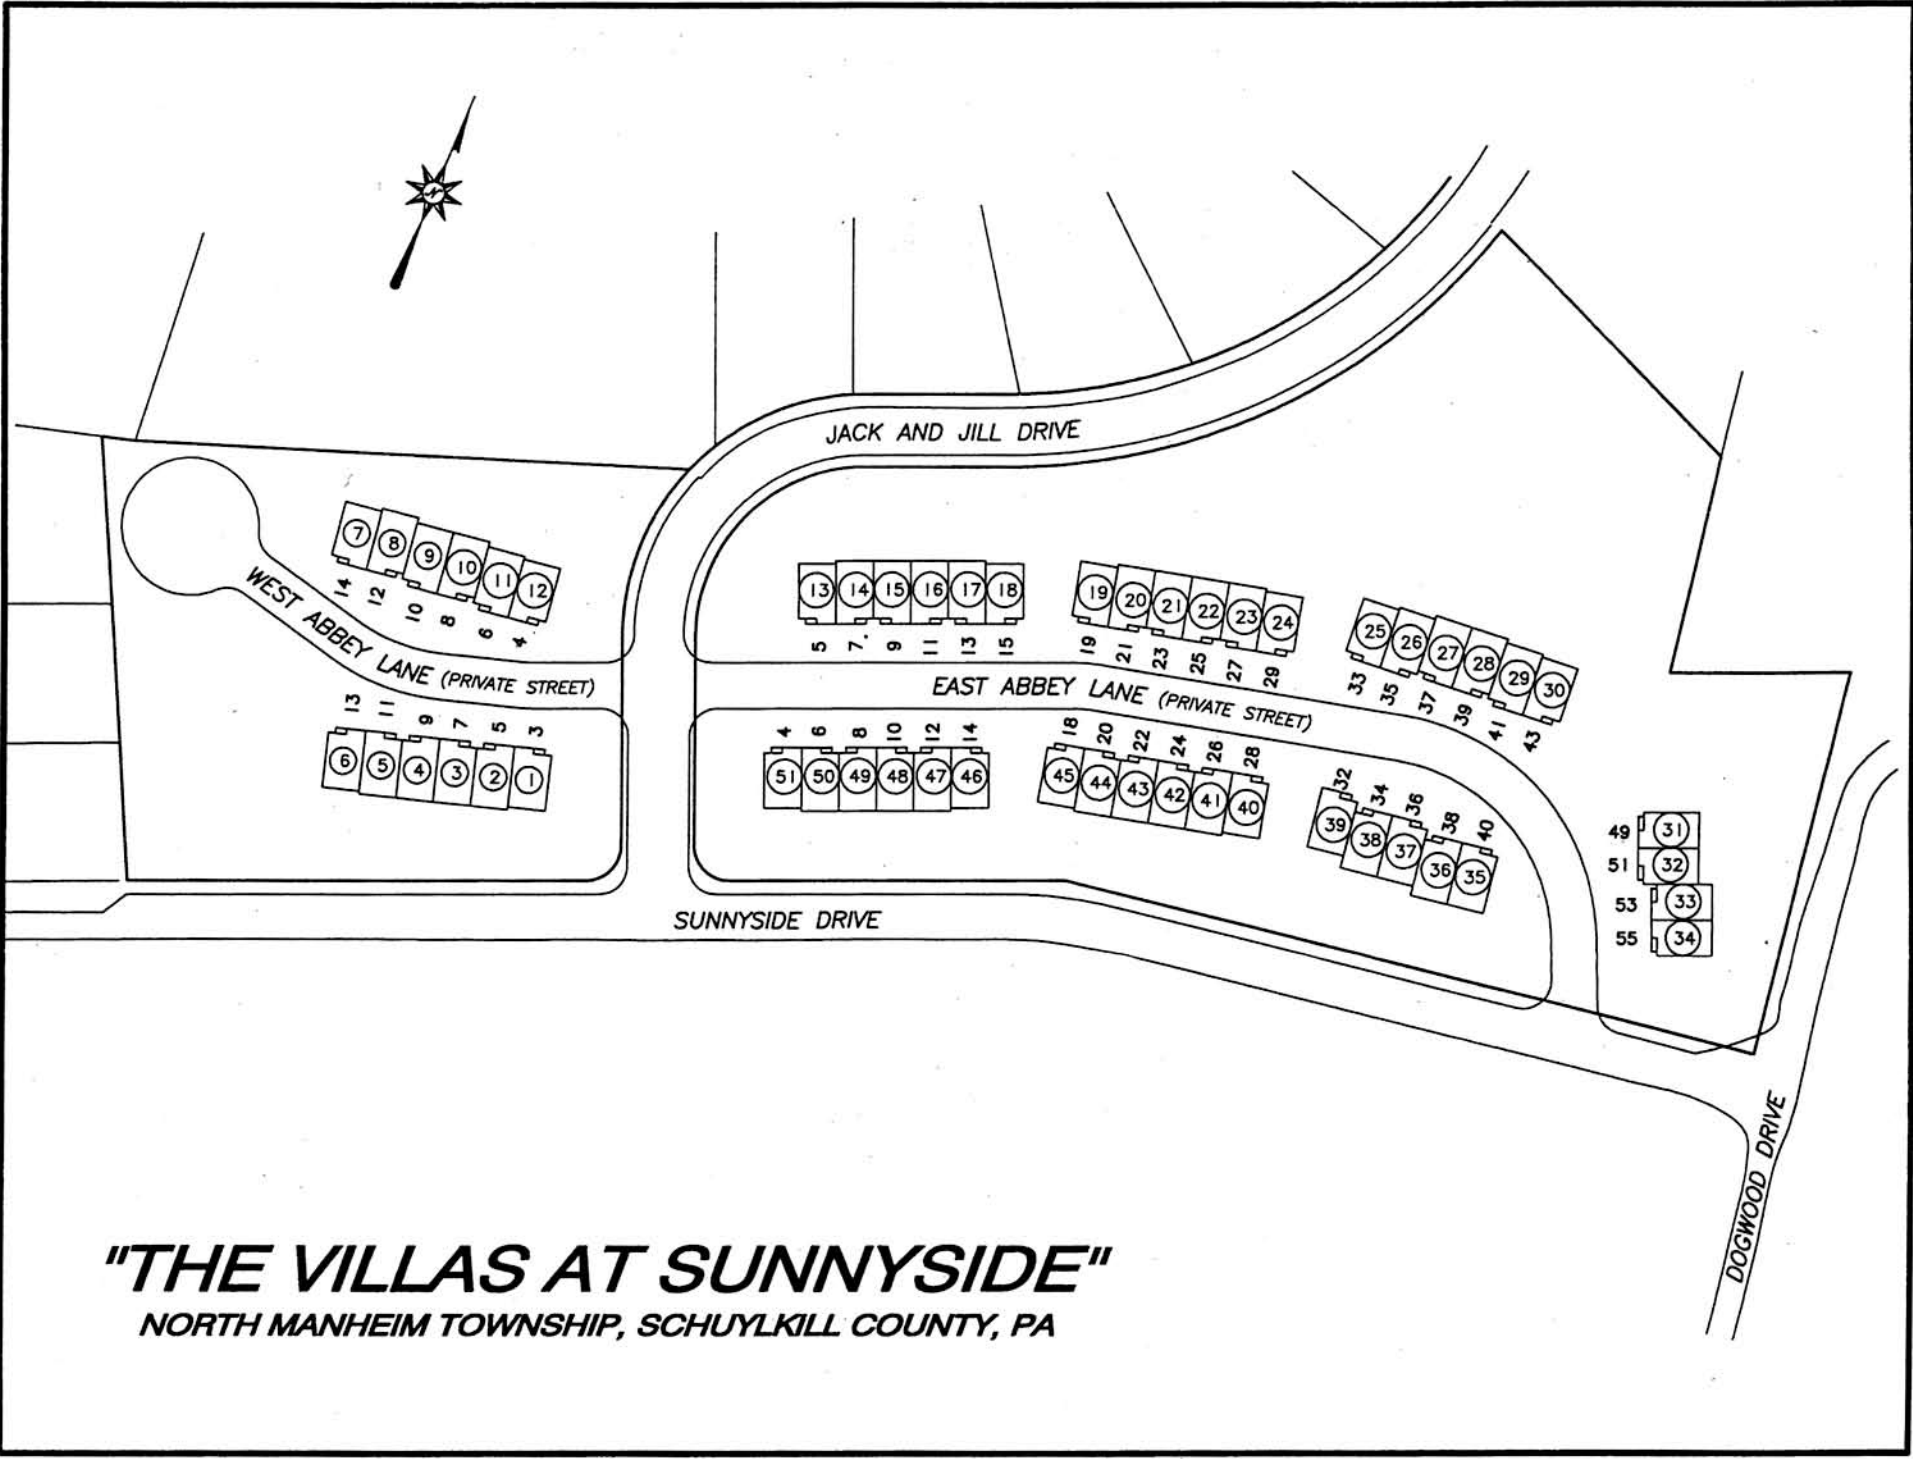 N
JACK AND JILL DRIVE
7 8 9 10 11 12
14 12 10 8 6 4
WEST ABBEY LANE (PRIVATE STREET)
13 11 9 7 5 3
6 5 4 3 2 1
13 14 15 16 17 18
5 7 9 11 13 15
19 20 21 22 23 24
19 21 23 25 27 29
25 26 27 28 29 30
33 35 37 39 41 43
EAST ABBEY LANE (PRIVATE STREET)
4 6 8 10 12 14
51 50 49 48 47 46
18 20 22 24 26 28
45 44 43 42 41 40
32 34 36 38 40
39 38 37 36 35
49 31
51 32
53 33
55 34
SUNNYSIDE DRIVE
DOGWOOD DRIVE
"THE VILLAS AT SUNNYSIDE"
NORTH MANHEIM TOWNSHIP, SCHUYLKILL COUNTY, PA